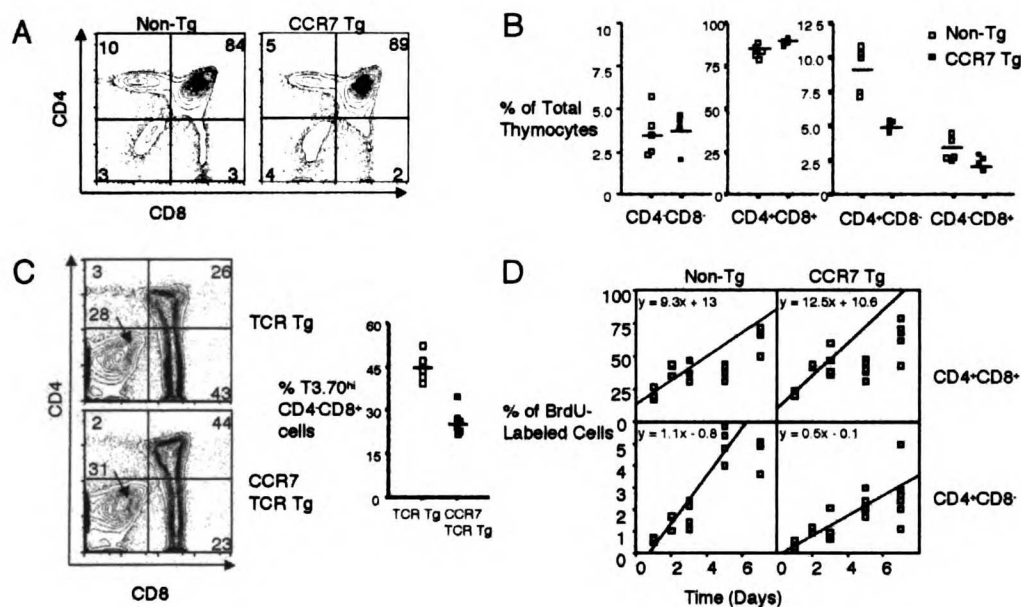 A
Non-Tg
CCR7 Tg
10
84
5
89
3
3
4
2
CD4
CD8
B
Non-Tg
CCR7 Tg
% of Total
Thymocytes
10
7.5
5.0
2.5
0
100
75
50
25
0
12.5
10.0
7.5
5.0
2.5
0
CD4-CD8-
CD4+CD8+
CD4+CD8-
CD4-CD8+
C
3
26
28
43
TCR Tg
2
44
31
23
CCR7
TCR Tg
CD4
CD8
% T3.70hi
CD4-CD8+
cells
60
45
30
15
0
TCR Tg
CCR7
TCR Tg
D
Non-Tg
CCR7 Tg
y = 9.3x + 13
y = 12.5x + 10.6
CD4+CD8+
% of BrdU-
Labeled Cells
100
75
50
25
0
y = 1.1x - 0.8
y = 0.5x - 0.1
CD4+CD8-
5
4
3
2
1
0
0 2 4 6
0 2 4 6
Time (Days)